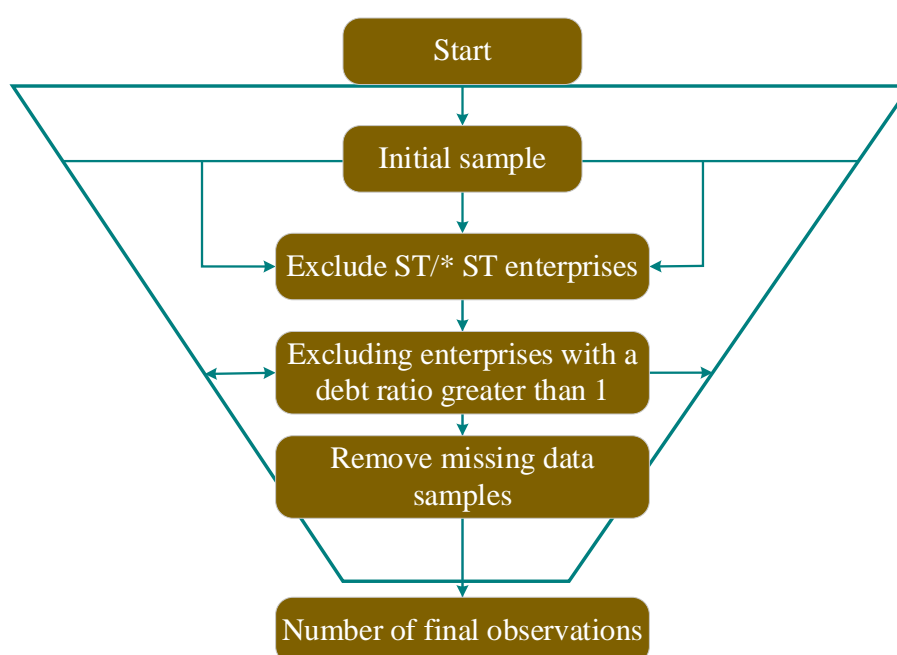 Start
Initial sample
Exclude ST/* ST enterprises
Excluding enterprises with a
debt ratio greater than 1
Remove missing data
samples
Number of final observations